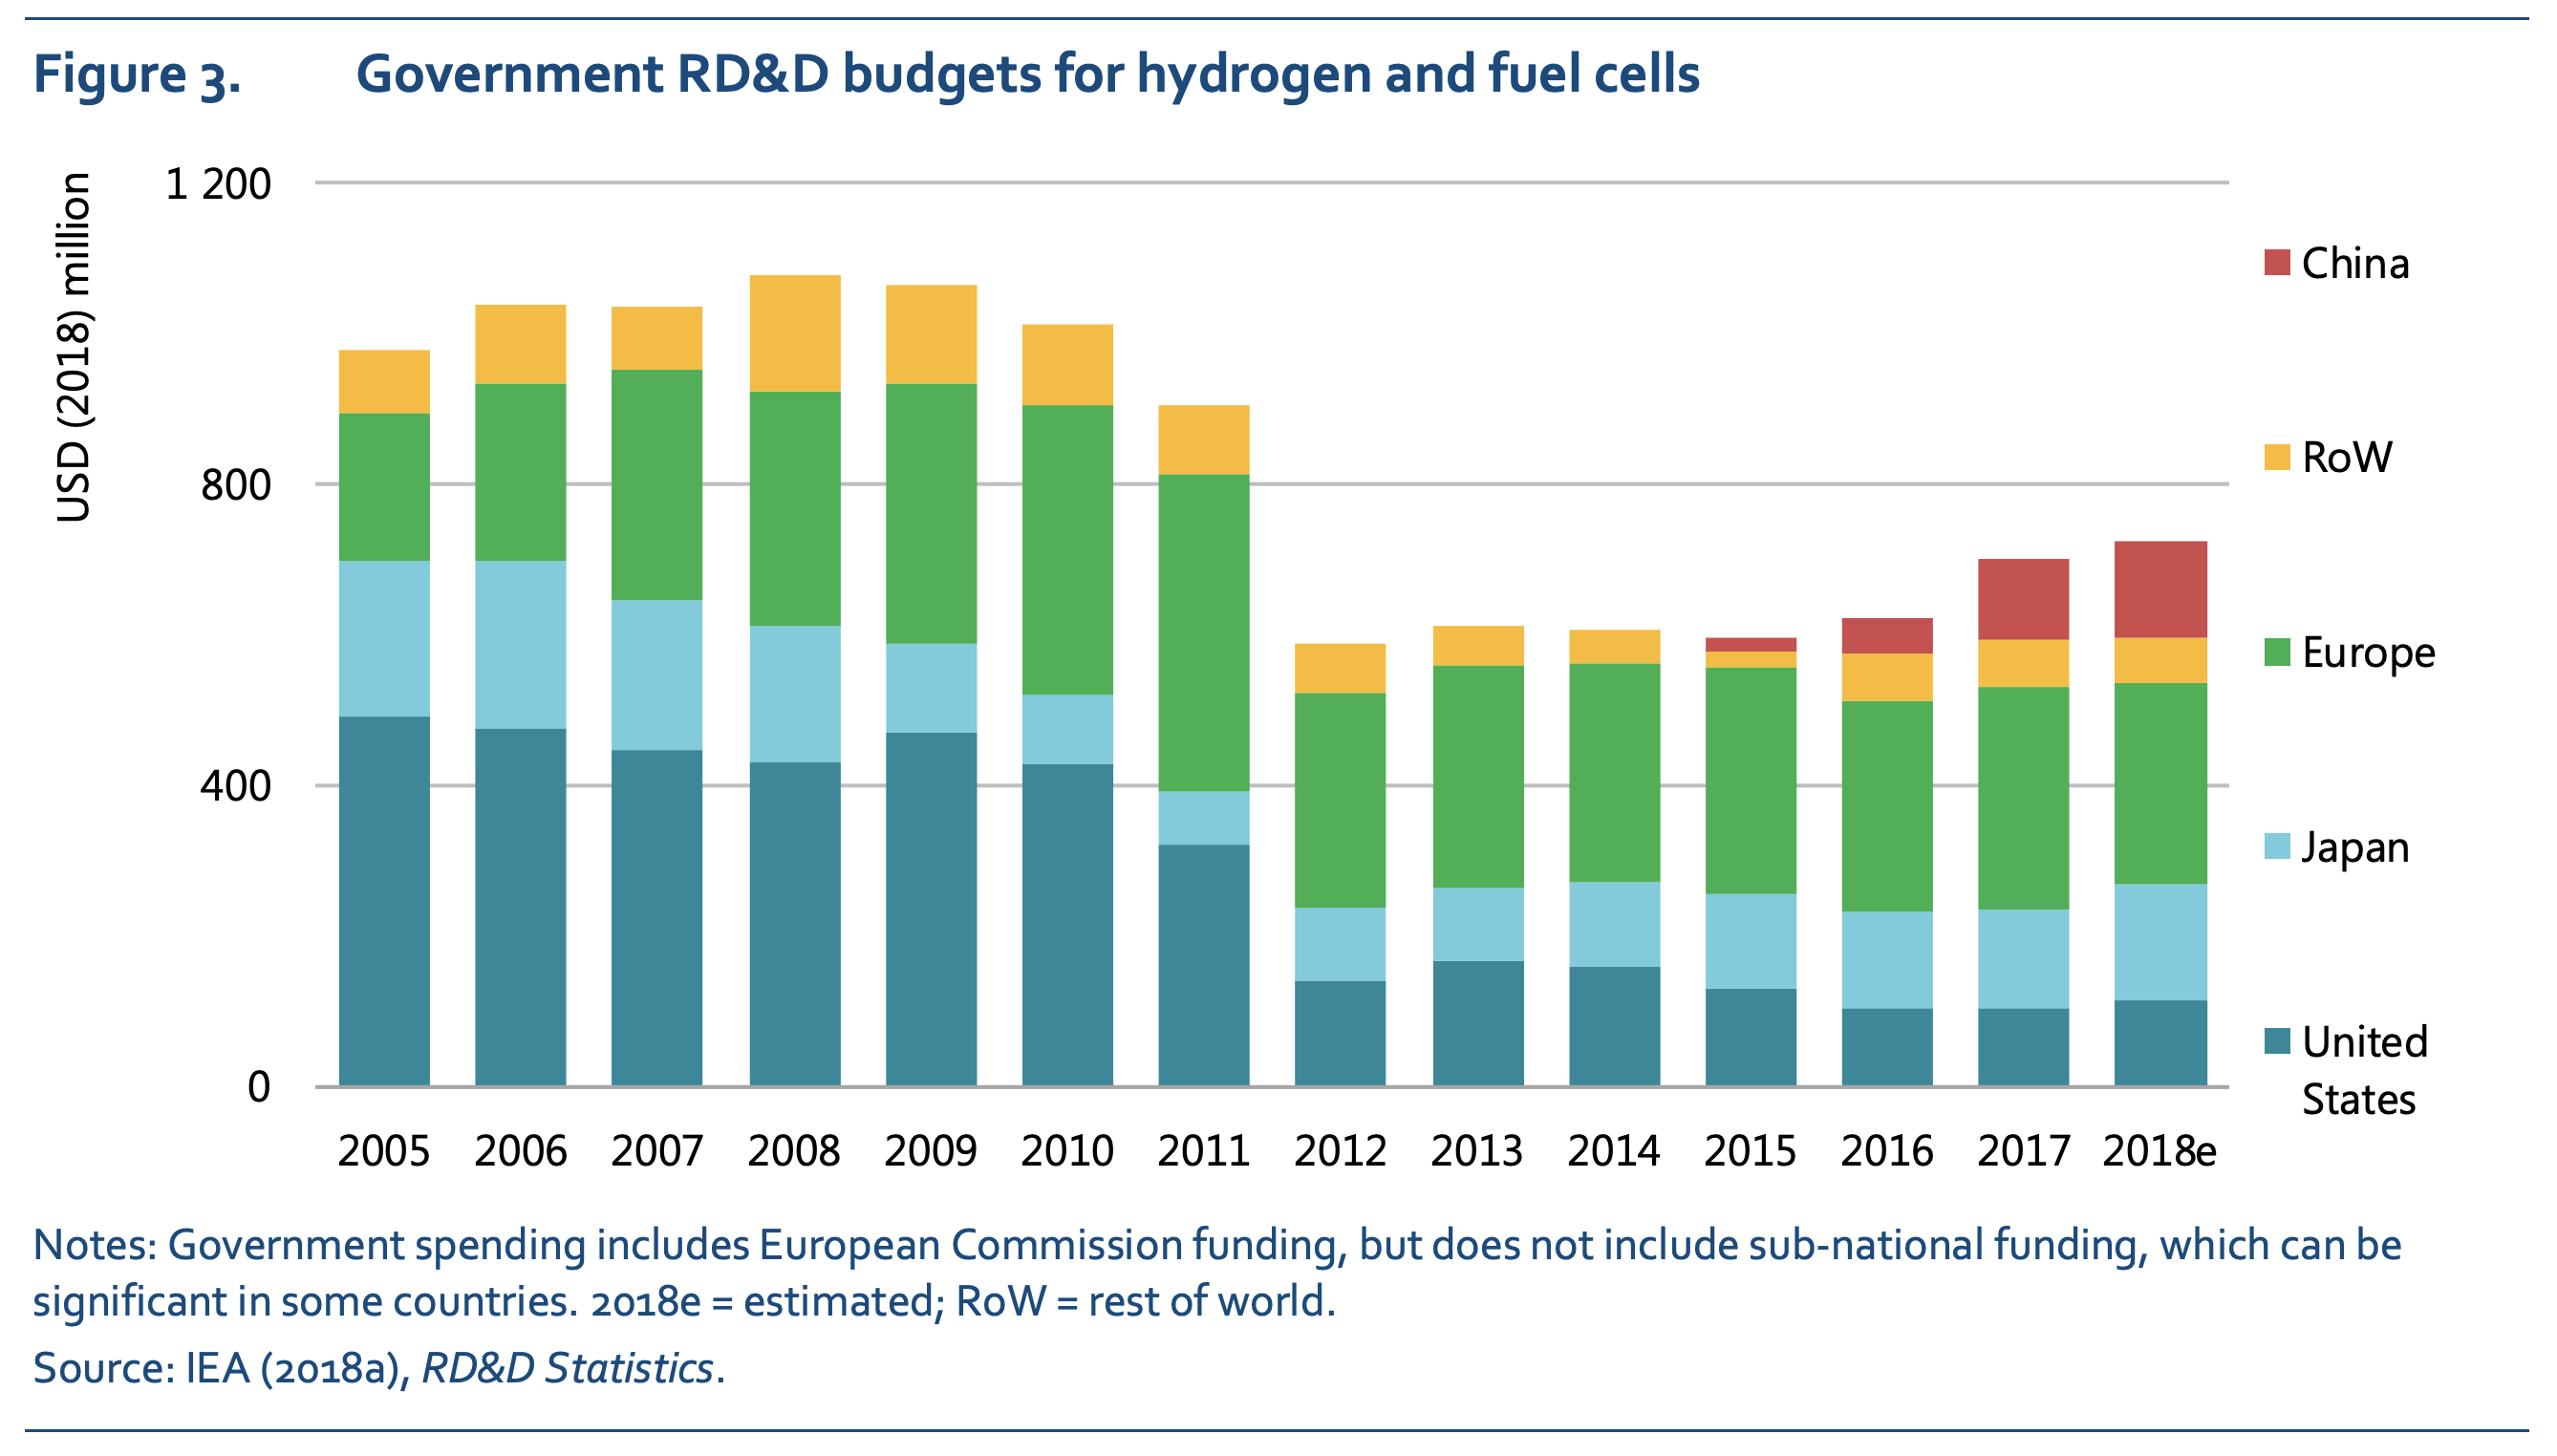 Figure 3. Government RD&D budgets for hydrogen and fuel cells
USD (2018) million
1 200
800
400
0
2005 2006 2007 2008 2009 2010 2011 2012 2013 2014 2015 2016 2017 2018e
China
RoW
Europe
Japan
United
States
Notes: Government spending includes European Commission funding, but does not include sub-national funding, which can be
significant in some countries. 2018e = estimated; RoW = rest of world.
Source: IEA (2018a), RD&D Statistics.